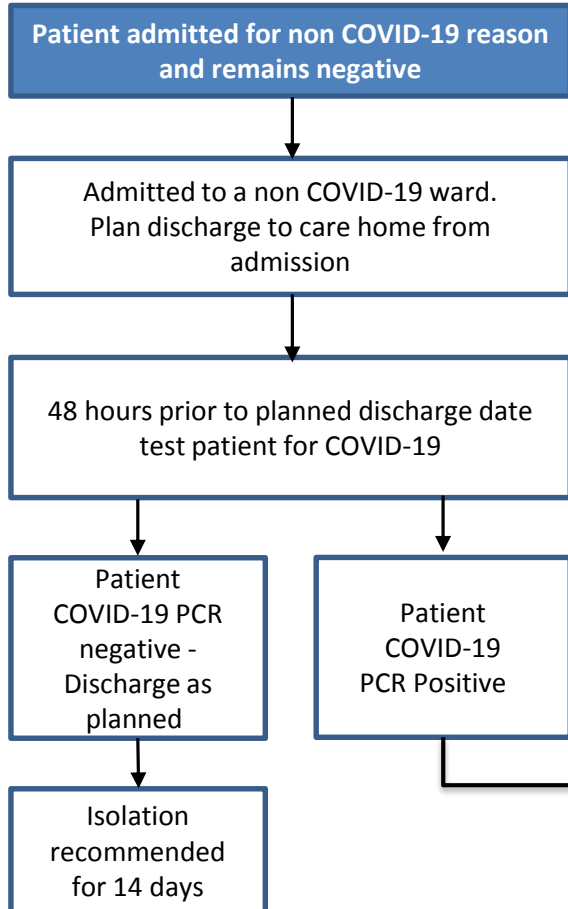 Patient admitted for non COVID-19 reason
and remains negative
Admitted to a non COVID-19 ward.
Plan discharge to care home from
admission
48 hours prior to planned discharge date
test patient for COVID-19
Patient
COVID-19 PCR
negative -
Discharge as
planned
Patient
COVID-19
PCR Positive
Isolation
recommended
for 14 days